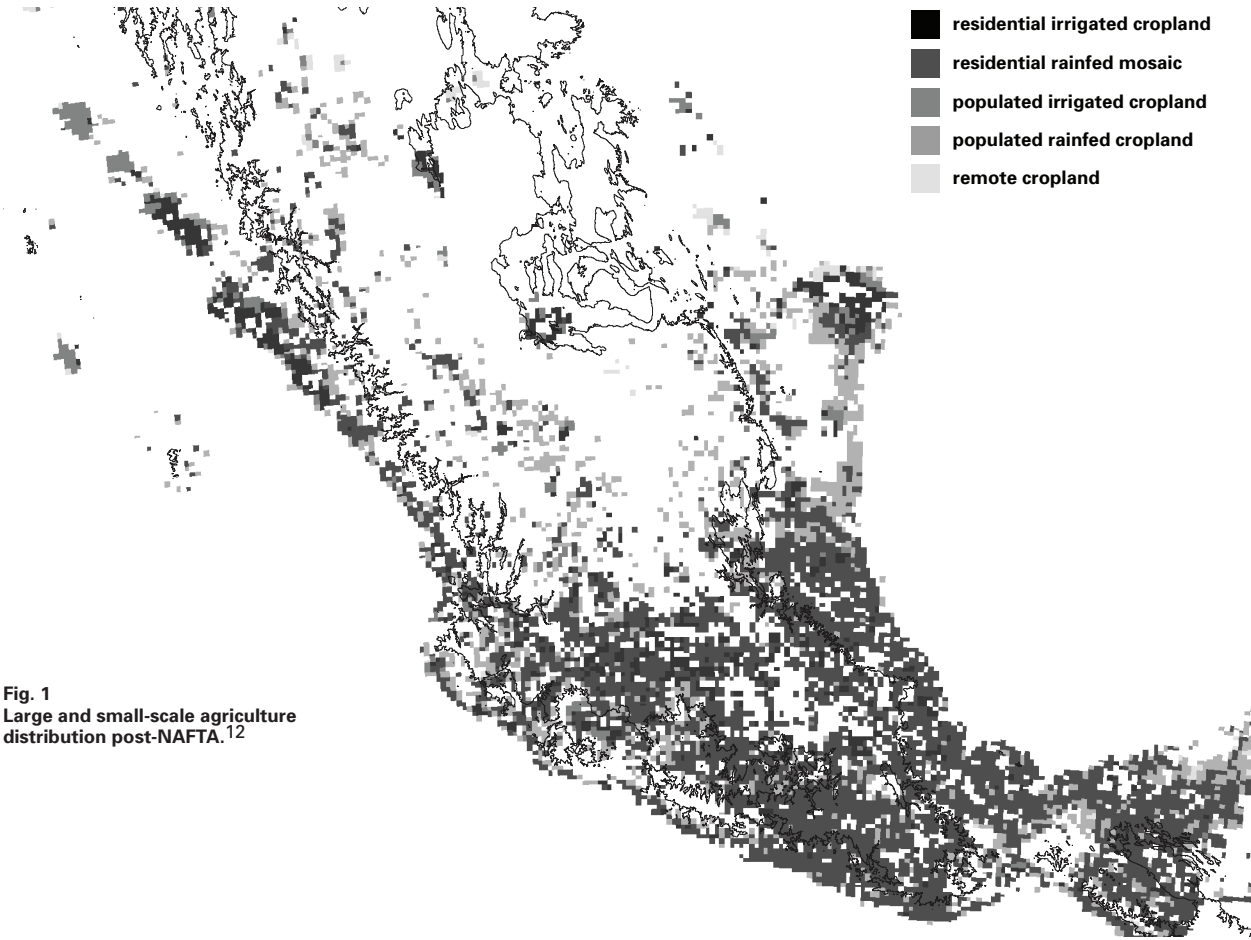 residential irrigated cropland
residential rainfed mosaic
populated irrigated cropland
populated rainfed cropland
remote cropland
Fig. 1
Large and small-scale agriculture
distribution post-NAFTA.12